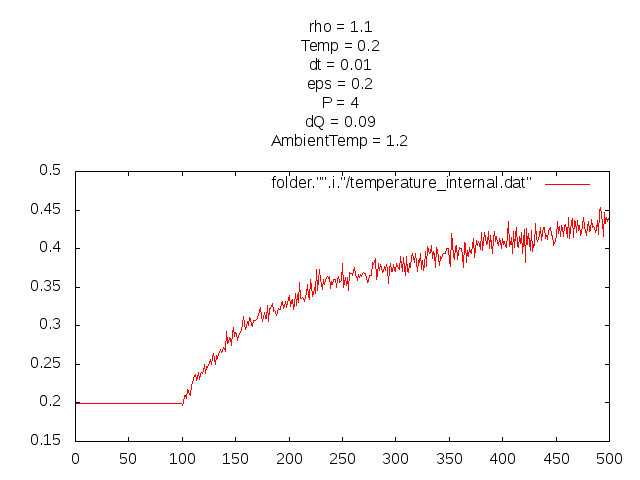 rho = 1.1
Temp = 0.2
dt = 0.01
eps = 0.2
P = 4
dQ = 0.09
AmbientTemp = 1.2
folder."".i."/temperature_internal.dat"
0.5
0.45
0.4
0.35
0.3
0.25
0.2
0.15
0 50 100 150 200 250 300 350 400 450 500